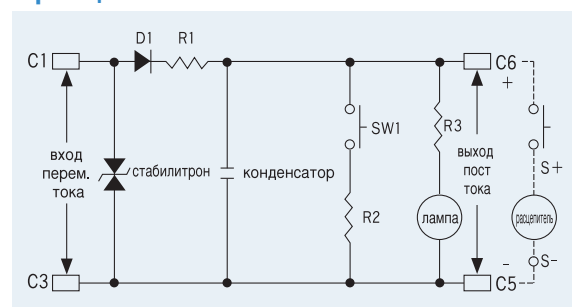 D1
R1
C1
C6
+
SW1
R3
S+
вход
перем.
тока
стабилитрон
конденсатор
выход
пост
тока
R2
лампа
расцепитель
-
S-
C3
C5